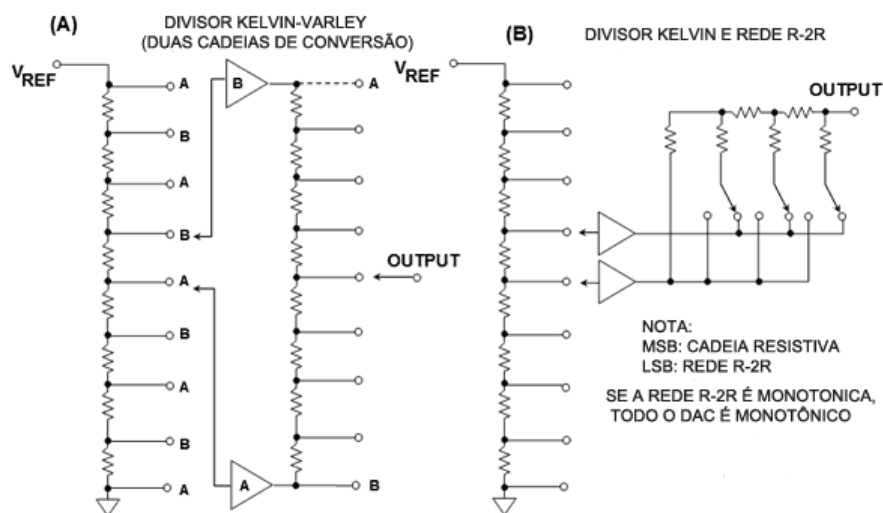 (A)
DIVISOR KELVIN-VARLEY
(DUAS CADEIAS DE CONVERSÃO)
VREF
A
B
A
B
A
B
A
B
A
B
A
A
B
OUTPUT
(B)
DIVISOR KELVIN E REDE R-2R
VREF
OUTPUT
NOTA:
MSB: CADEIA RESISTIVA
LSB: REDE R-2R
SE A REDE R-2R É MONOTONICA,
TODO O DAC É MONOTÔNICO